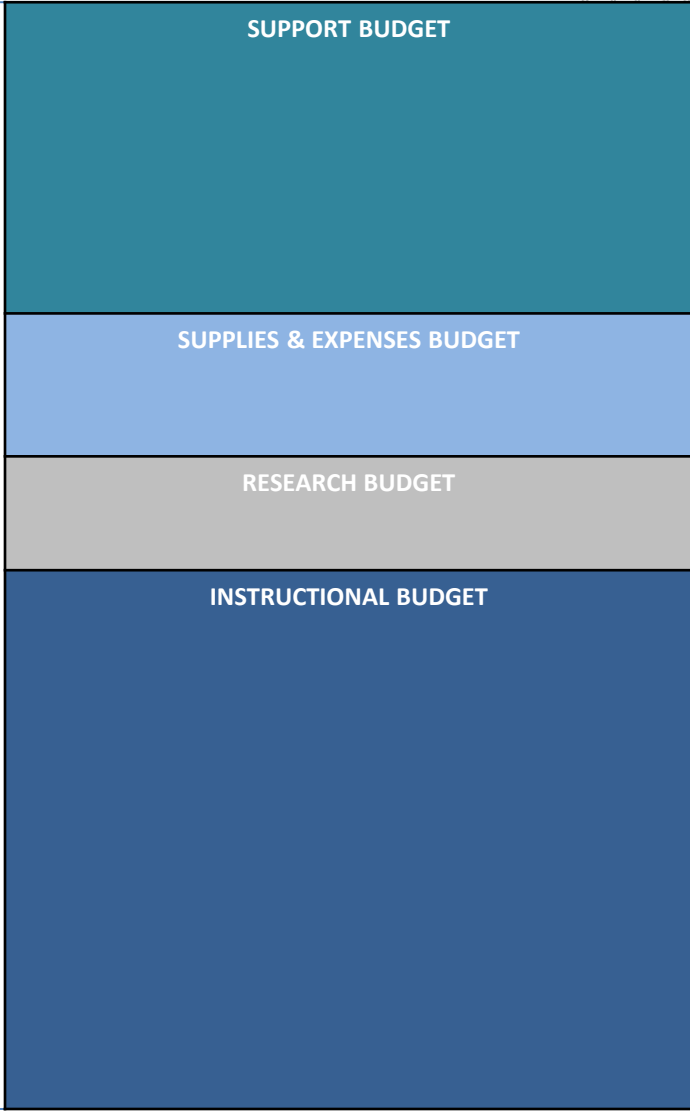 SUPPORT BUDGET
SUPPLIES & EXPENSES BUDGET
RESEARCH BUDGET
INSTRUCTIONAL BUDGET